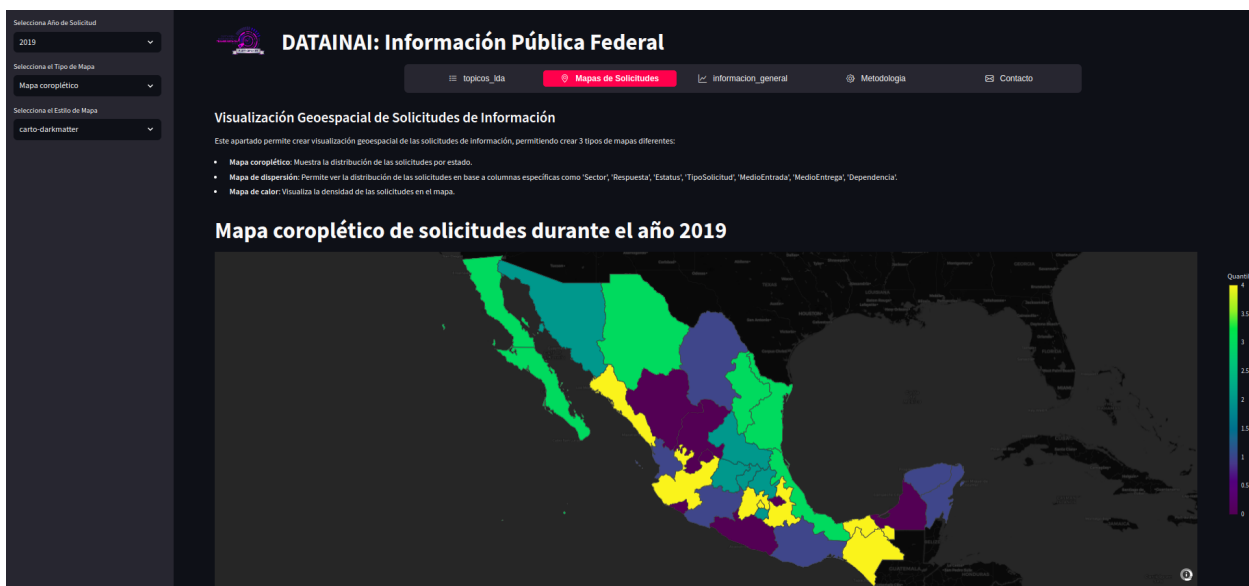 Selecciona Año de Solicitud
2019
Selecciona el Tipo de Mapa
Mapa coroplético
Selecciona el Estilo de Mapa
carto-darkmatter
DATAINAI: Información Pública Federal
topicos_lda
Mapas de Solicitudes
informacion_general
Metodologia
Contacto
Visualización Geoespacial de Solicitudes de Información
Este apartado permite crear visualización geoespacial de las solicitudes de información, permitiendo crear 3 tipos de mapas diferentes:
Mapa coroplético: Muestra la distribución de las solicitudes por estado.
Mapa de dispersión: Permite ver la distribución de las solicitudes en base a columnas específicas como 'Sector', 'Respuesta', 'Estatus', 'TipoSolicitud', 'MedioEntrada', 'MedioEntrega', 'Dependencia'.
Mapa de calor: Visualiza la densidad de las solicitudes en el mapa.
Mapa coroplético de solicitudes durante el año 2019
Quantil
4
3.5
3
2.5
2
1.5
1
0.5
0